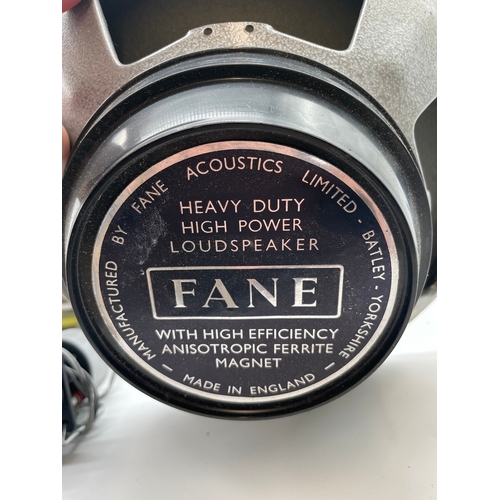 MANUFACTURED BY FANE ACOUSTICS LIMITED - BATLEY - YORKSHIRE
HEAVY DUTY
HIGH POWER
LOUDSPEAKER
FANE
WITH HIGH EFFICIENCY
ANISOTROPIC FERRITE
MAGNET
- MADE IN ENGLAND -